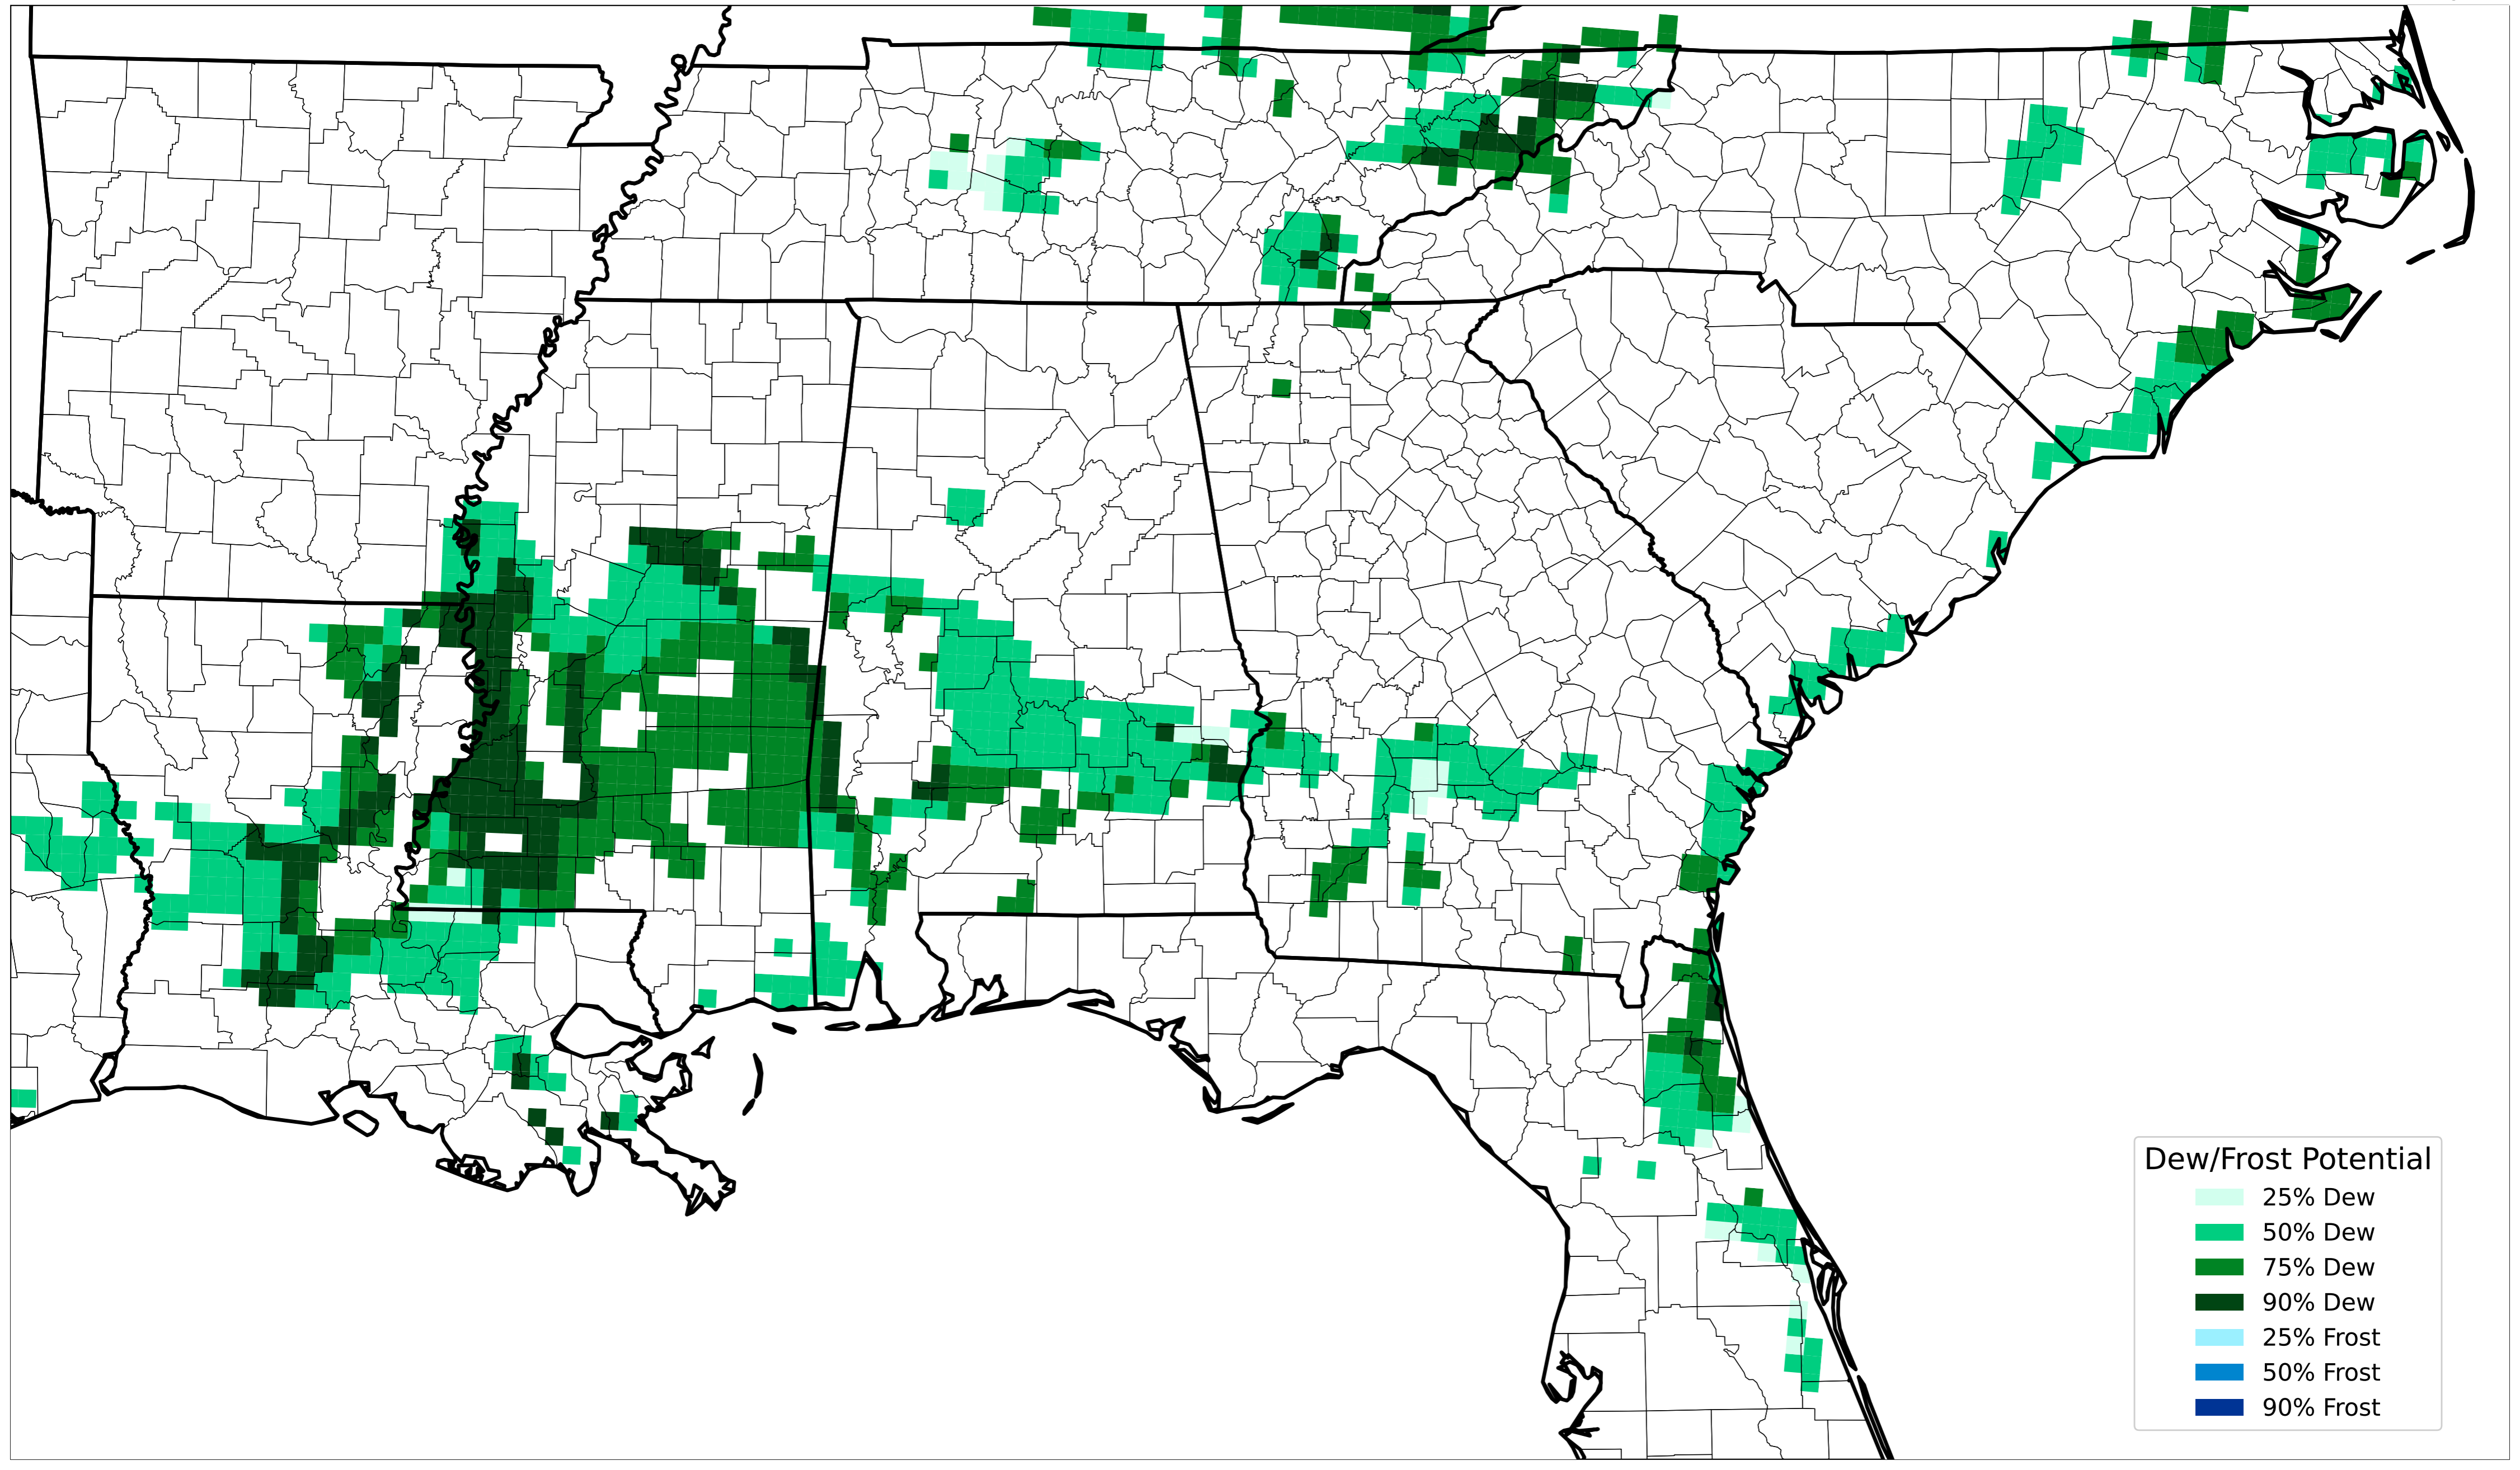 Dew/Frost Potential
25% Dew
50% Dew
75% Dew
90% Dew
25% Frost
50% Frost
90% Frost